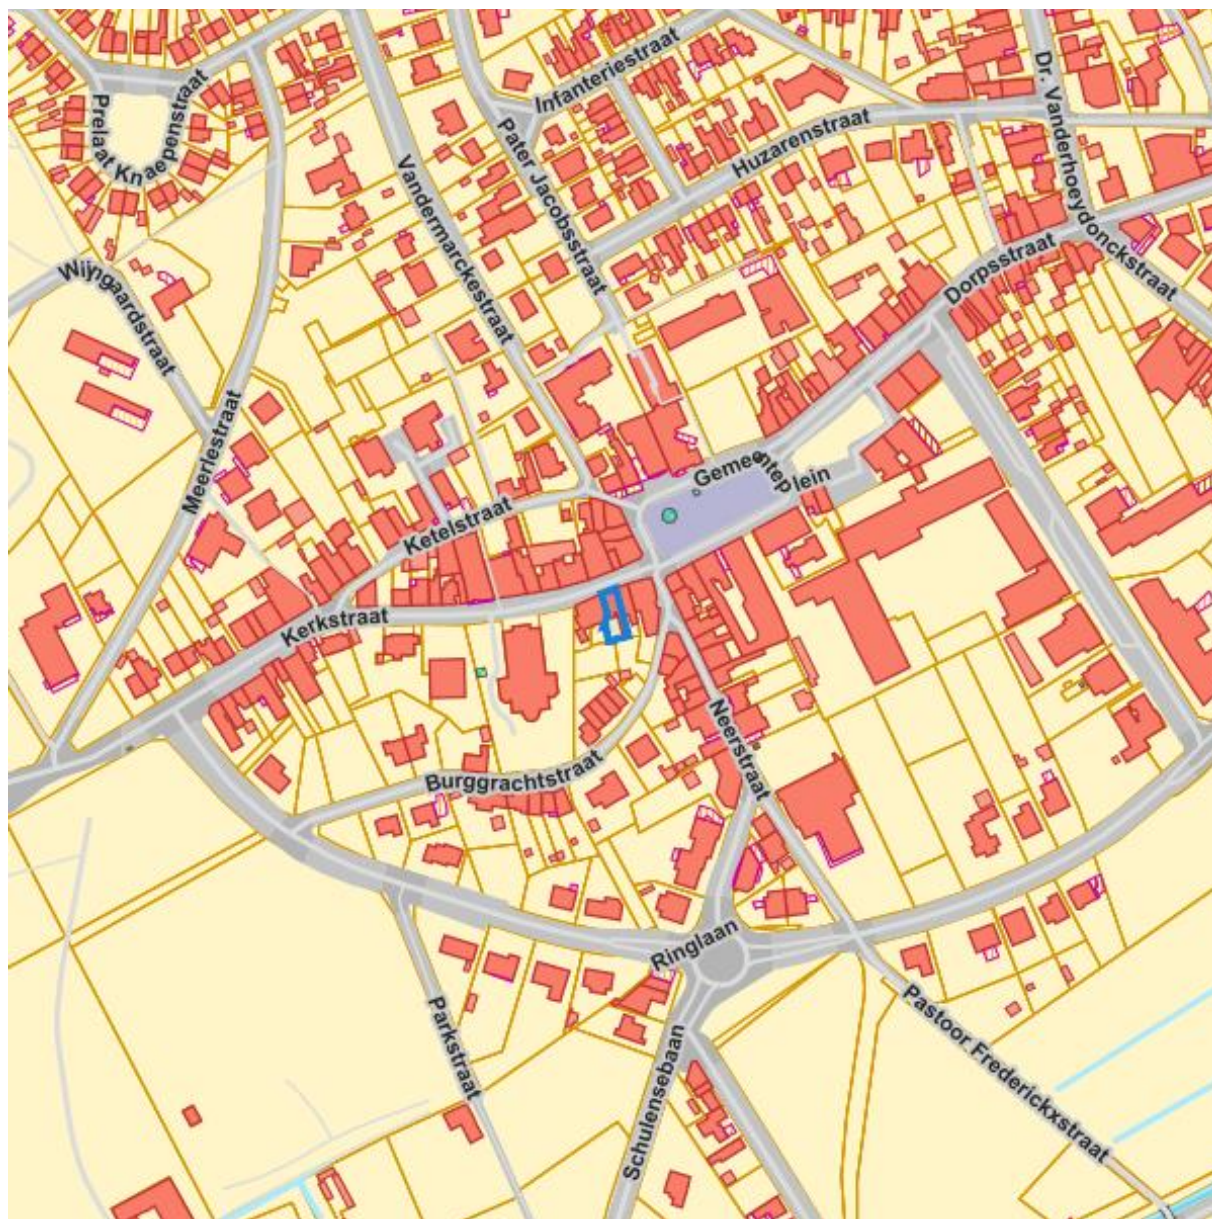 Infanteriestraat
Dr. Vanderhoeydonckstraat
Prelaat Knaepenstraat
Huzarenstraat
Pater Jacobsstraat
Vandermarckestraat
Wijngaardstraat
Dorpsstraat
Meerlestraat
Gemeenteplein
Ketelstraat
Kerkstraat
Neerstraat
Burggrachtstraat
Ringlaan
Parkstraat
Pastoor Frederickxstraat
Schulensebaan